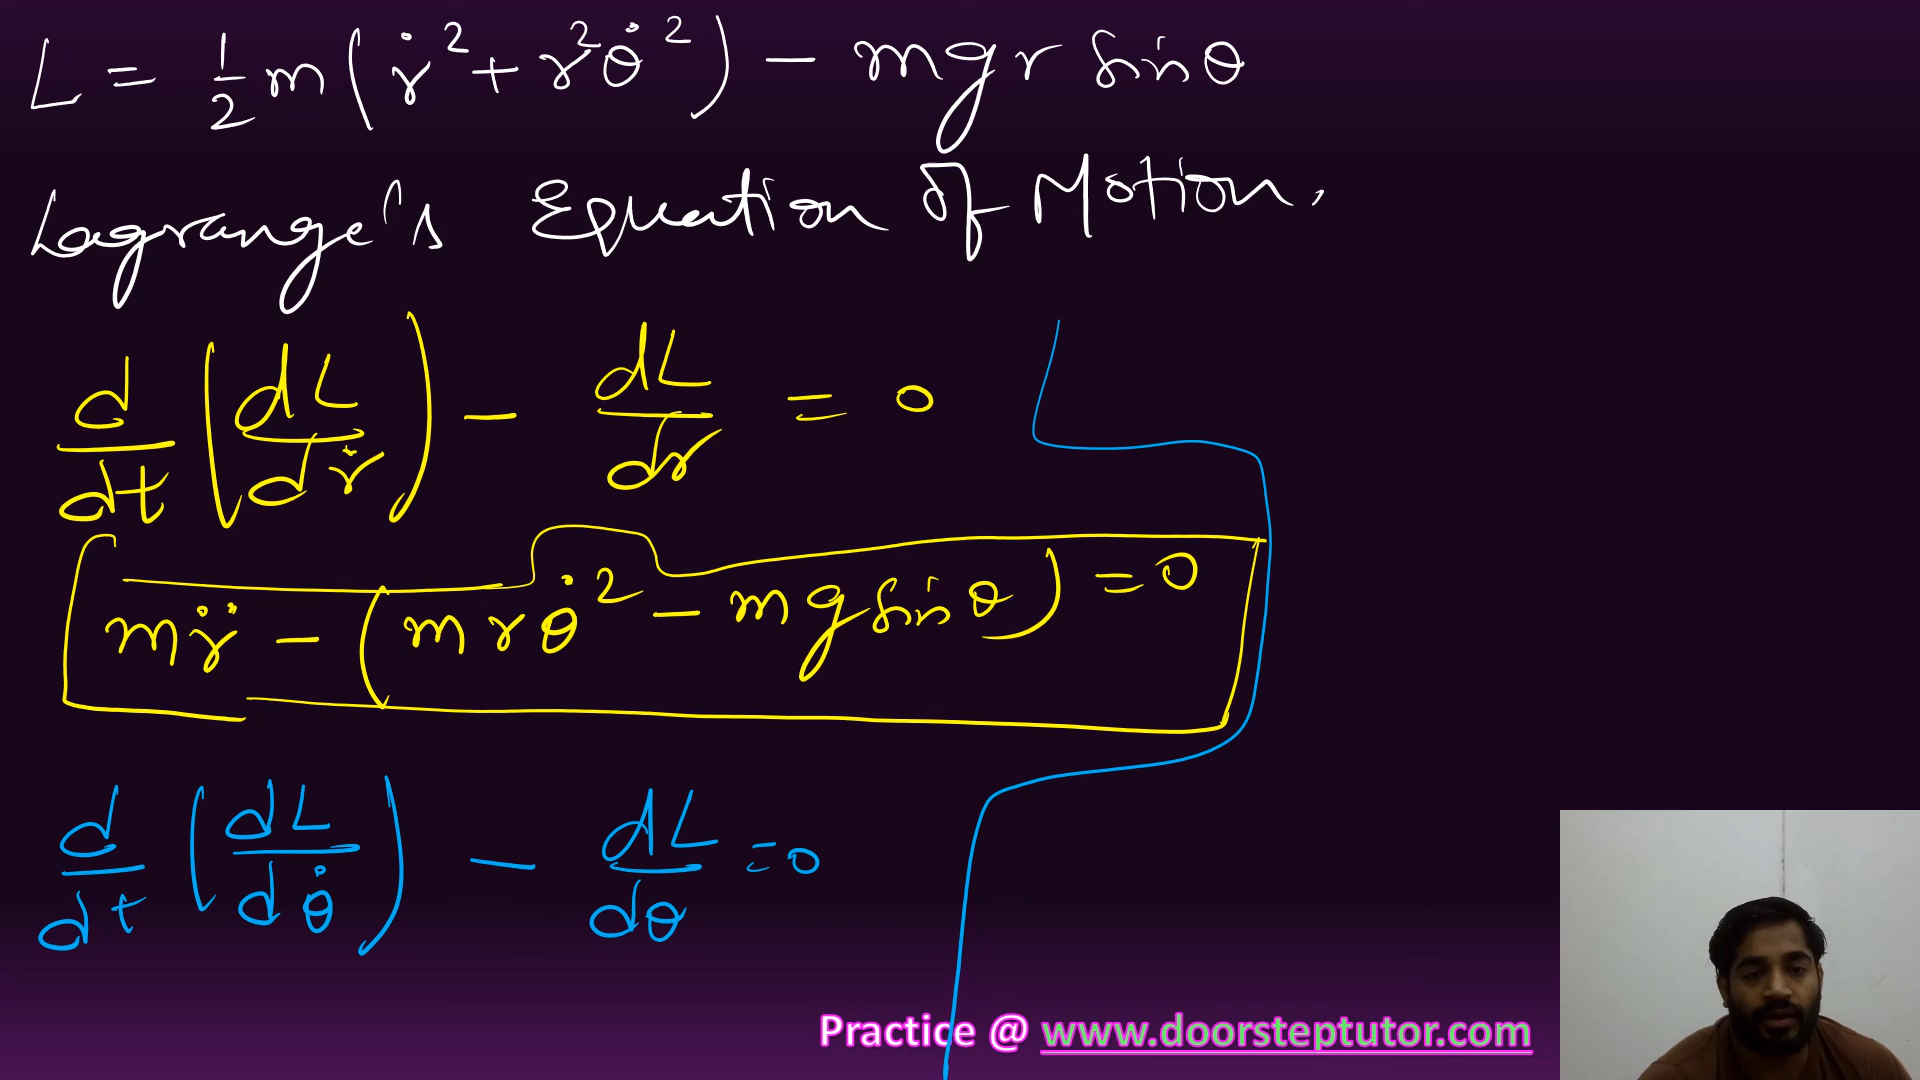 L = 1/2 m(ṙ² + r²θ̇²) - mgr sinθ
Lagrange's Equation of Motion.
d/dt (dL/dṙ) - dL/dr = 0
mr̈ - (mrθ̇² - mg sinθ) = 0
d/dt (dL/dθ̇) - dL/dθ = 0
Practice @ www.doorsteptutor.com